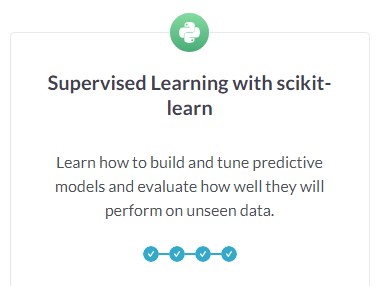 Supervised Learning with scikit-
learn
Learn how to build and tune predictive
models and evaluate how well they will
perform on unseen data.